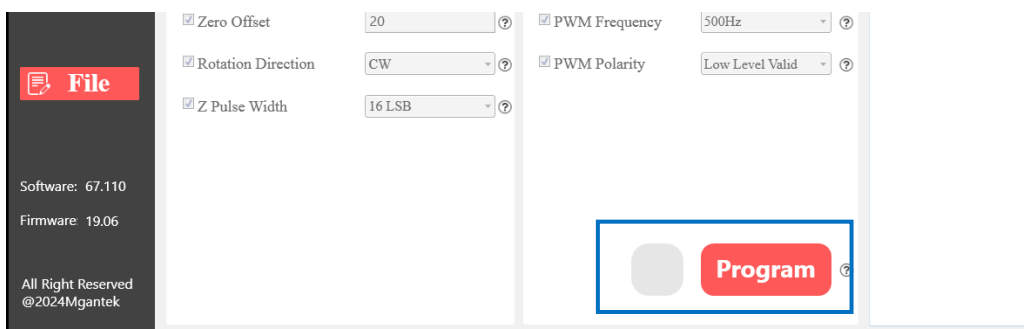 Zero Offset
20
PWM Frequency
500Hz
Rotation Direction
CW
PWM Polarity
Low Level Valid
File
Z Pulse Width
16 LSB
Software: 67.110
Firmware: 19.06
Program
All Right Reserved
@2024Mgantek